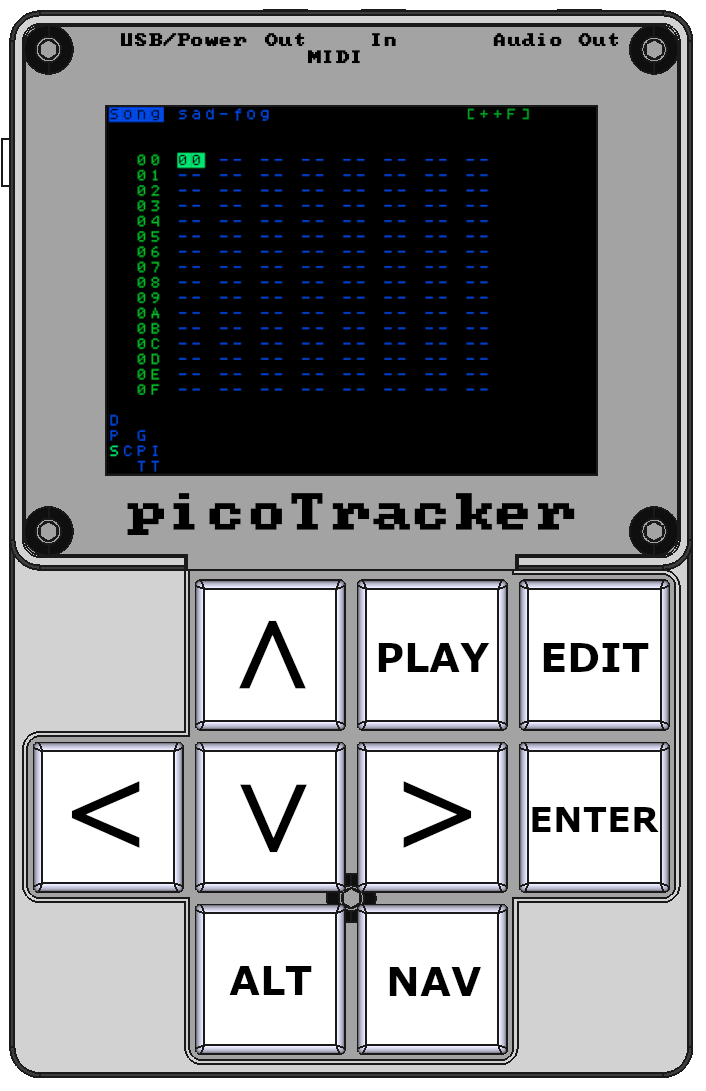 USB/Power Out In Audio Out
MIDI
Song sad-fog [++F]
00 00 -- -- -- -- -- -- --
01 -- -- -- -- -- -- -- --
02 -- -- -- -- -- -- -- --
03 -- -- -- -- -- -- -- --
04 -- -- -- -- -- -- -- --
05 -- -- -- -- -- -- -- --
06 -- -- -- -- -- -- -- --
07 -- -- -- -- -- -- -- --
08 -- -- -- -- -- -- -- --
09 -- -- -- -- -- -- -- --
0A -- -- -- -- -- -- -- --
0B -- -- -- -- -- -- -- --
0C -- -- -- -- -- -- -- --
0D -- -- -- -- -- -- -- --
0E -- -- -- -- -- -- -- --
0F -- -- -- -- -- -- -- --
D
P G
SCPI
TT
picoTracker
PLAY EDIT
ENTER
ALT NAV